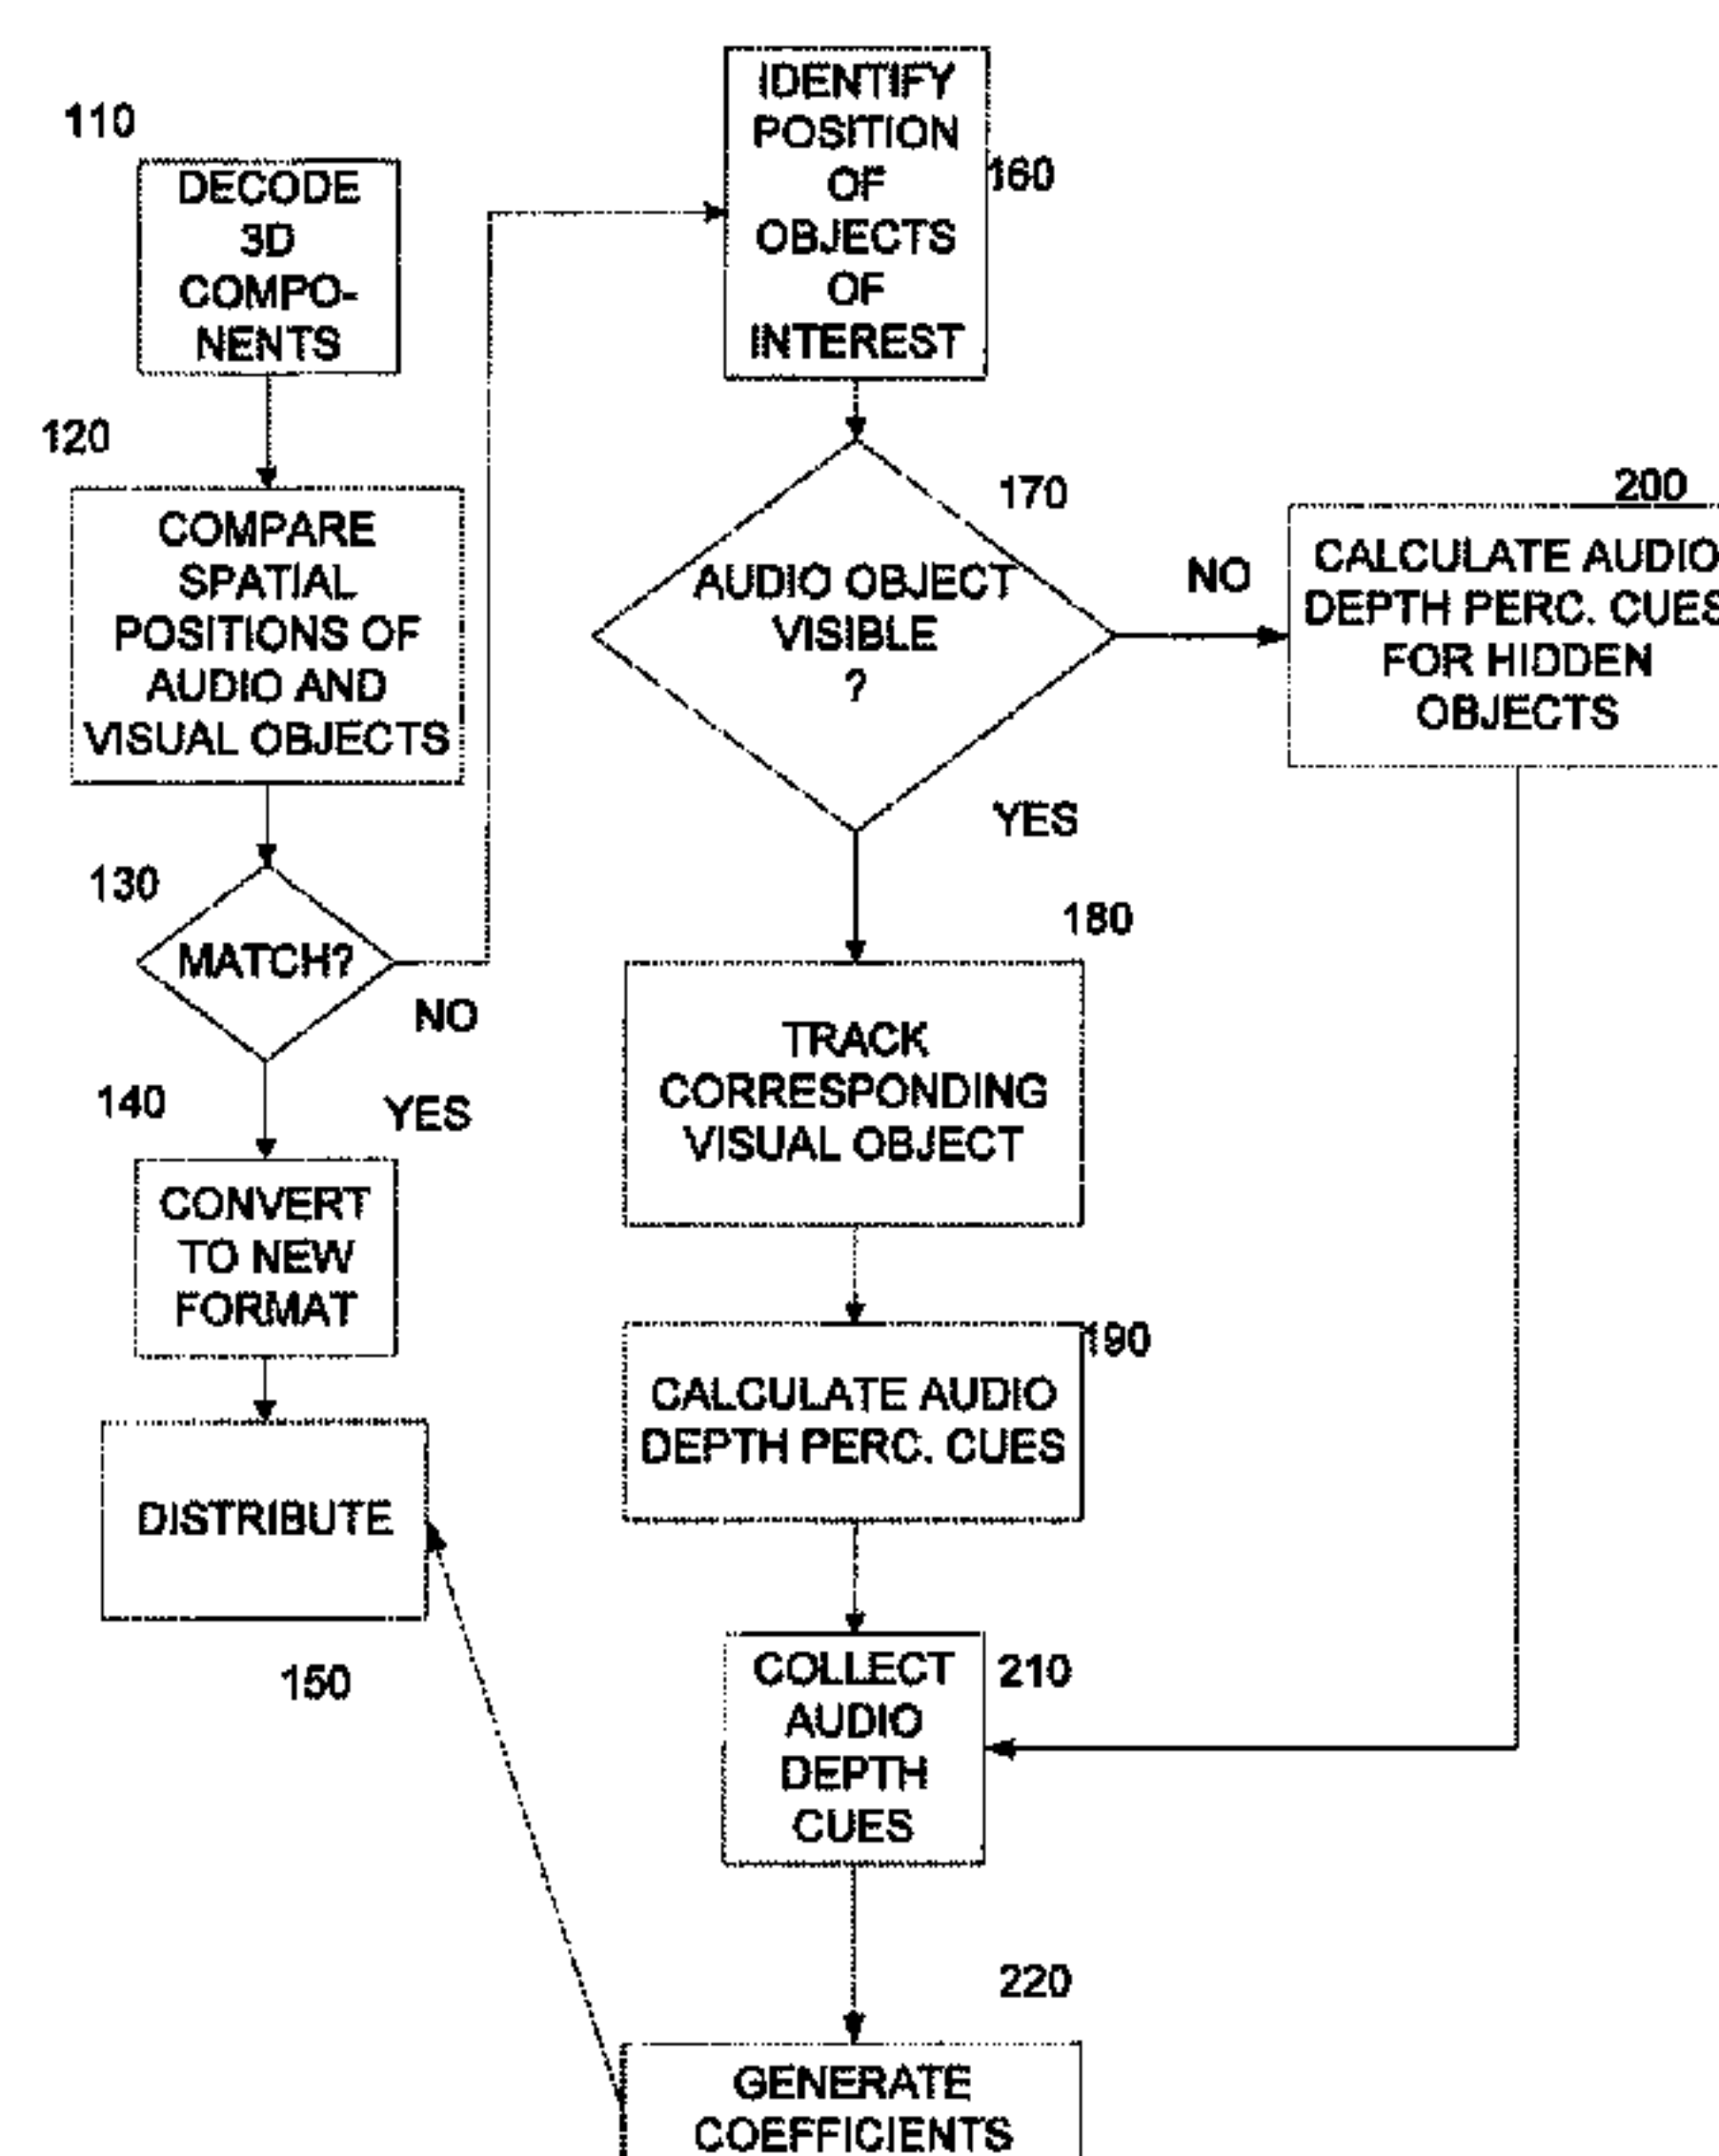 110
DECODE
3D
COMPO-
NENTS
120
COMPARE
SPATIAL
POSITIONS OF
AUDIO AND
VISUAL OBJECTS
130
MATCH?
NO
140
YES
CONVERT
TO NEW
FORMAT
DISTRIBUTE
150
IDENTIFY
POSITION
OF
OBJECTS
OF
INTEREST
160
170
AUDIO OBJECT
VISIBLE
?
NO
YES
200
CALCULATE AUDIO
DEPTH PERC. CUES
FOR HIDDEN
OBJECTS
180
TRACK
CORRESPONDING
VISUAL OBJECT
190
CALCULATE AUDIO
DEPTH PERC. CUES
COLLECT
AUDIO
DEPTH
CUES
210
220
GENERATE
COEFFICIENTS